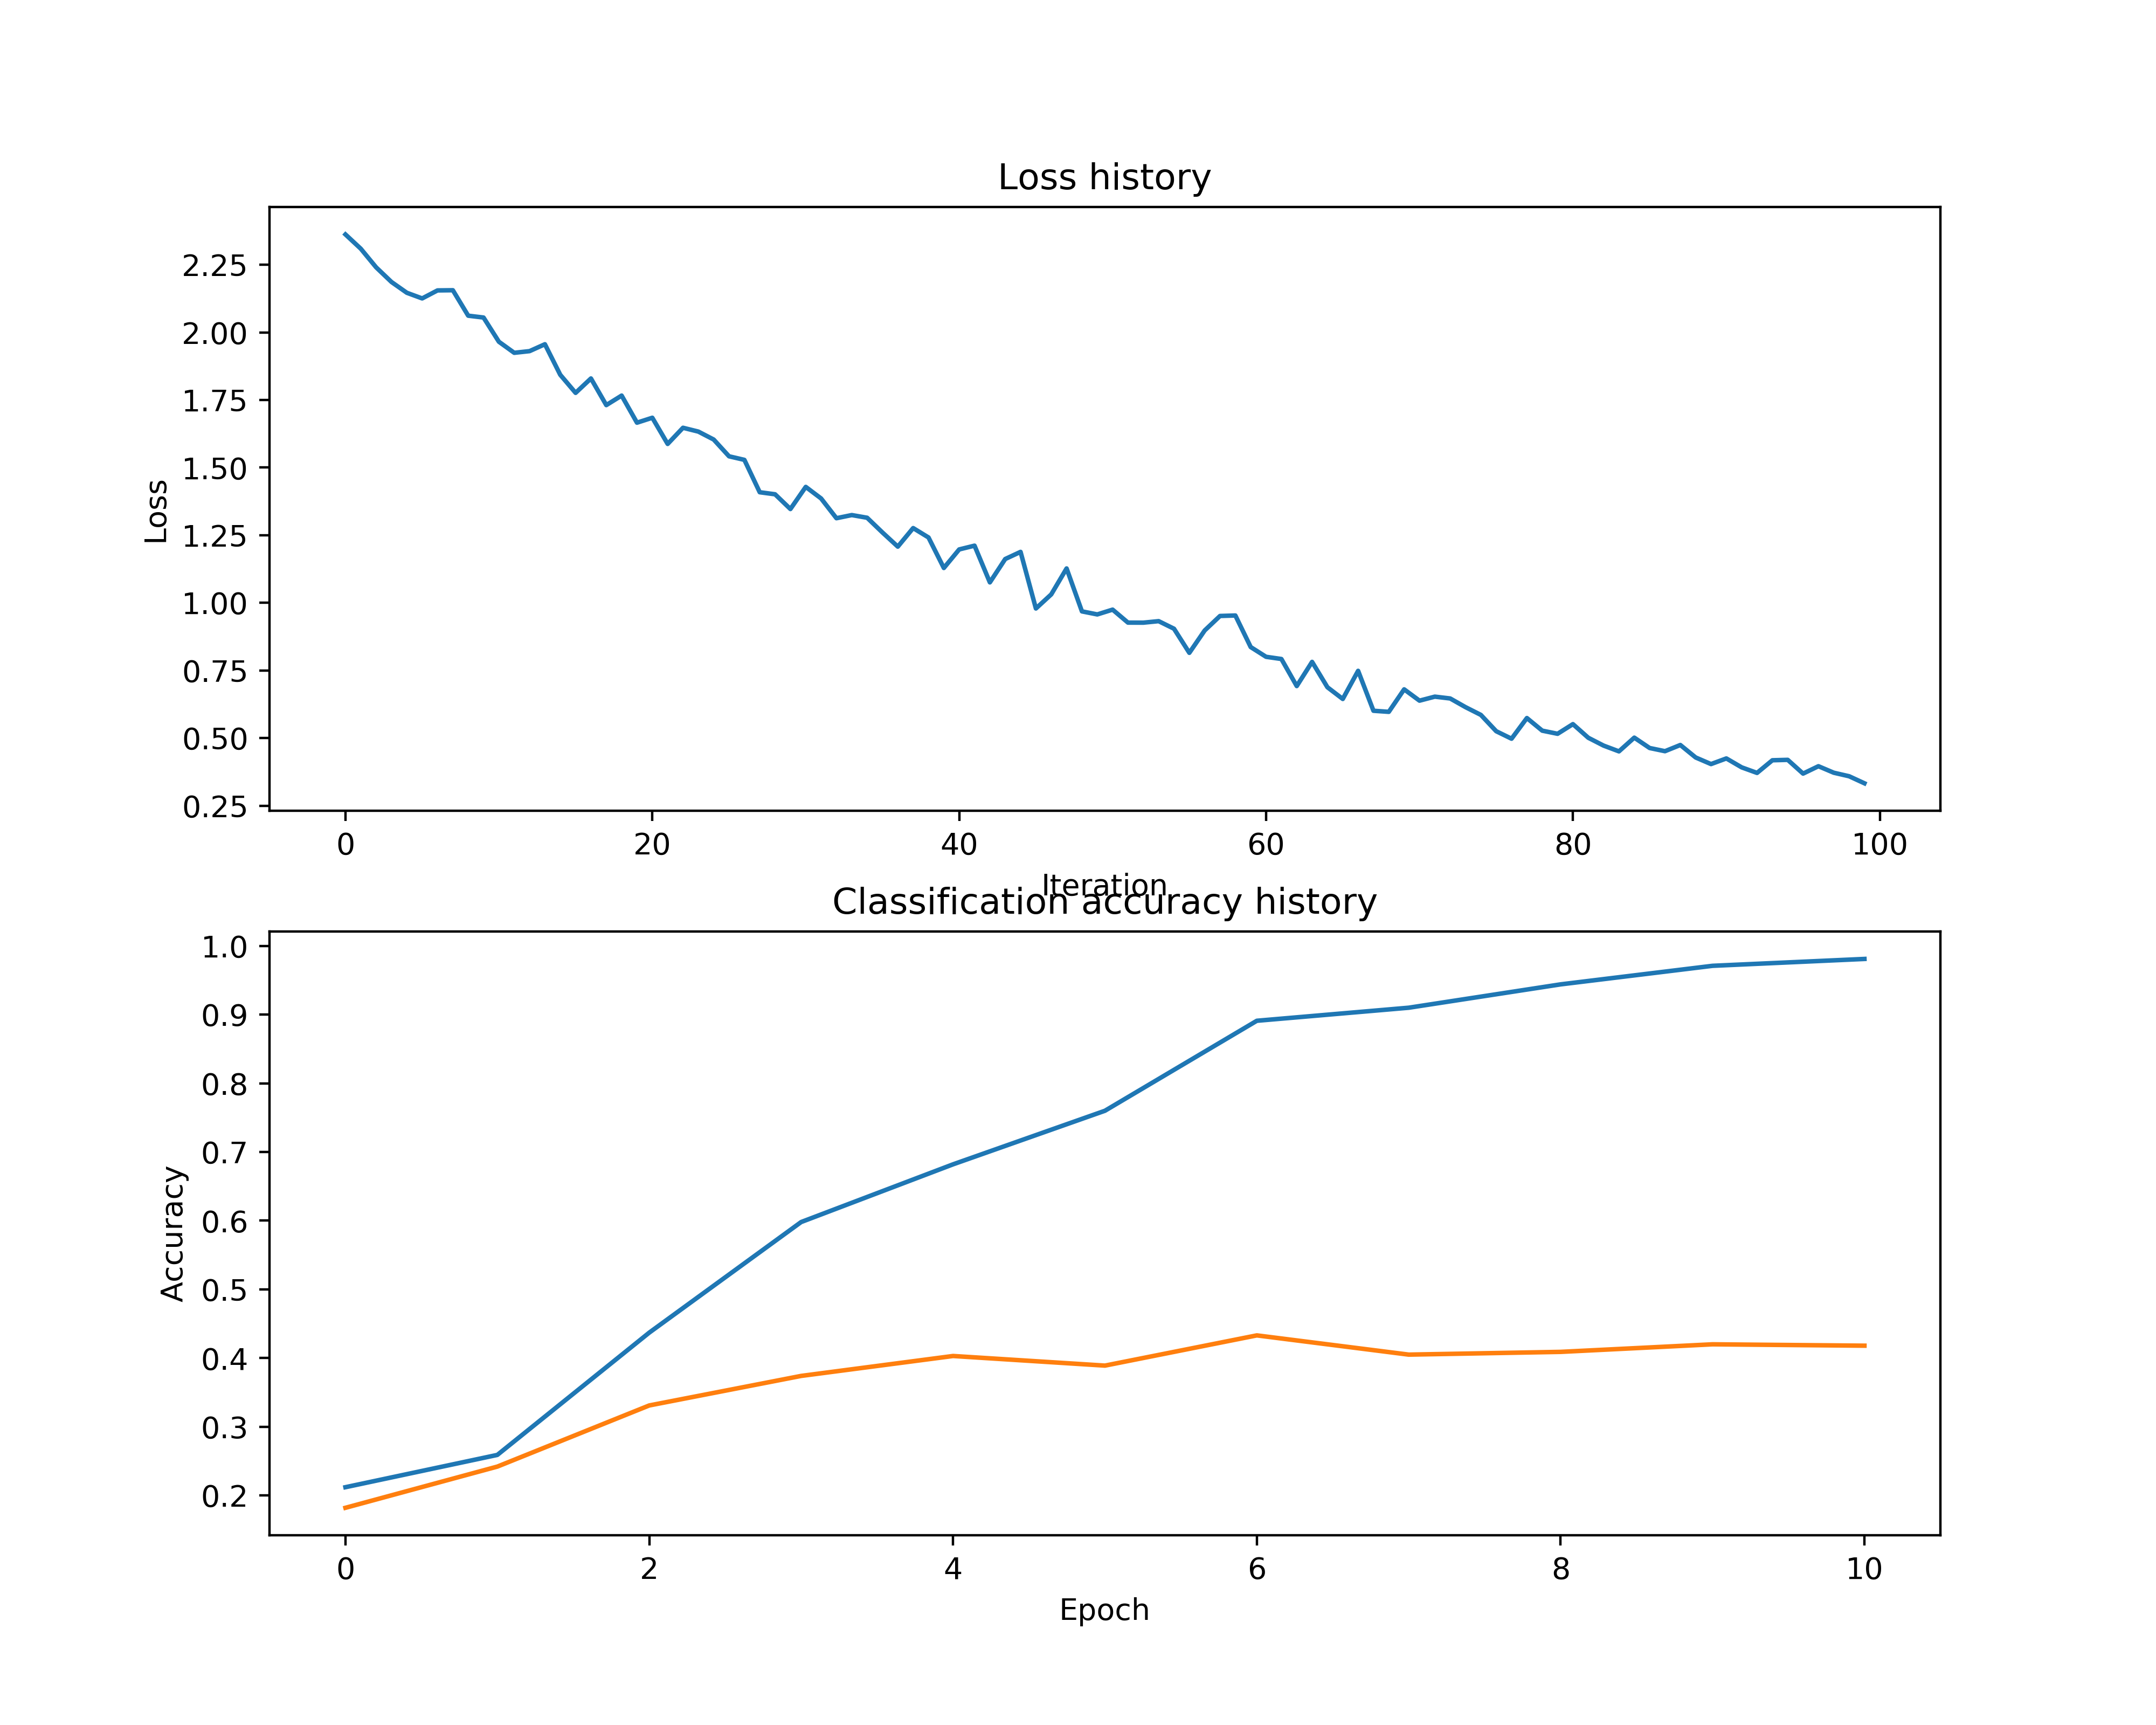 Loss history
Loss
2.25
2.00
1.75
1.50
1.25
1.00
0.75
0.50
0.25
0 20 40 60 80 100
Iteration
Classification accuracy history
Accuracy
1.0
0.9
0.8
0.7
0.6
0.5
0.4
0.3
0.2
0 2 4 6 8 10
Epoch